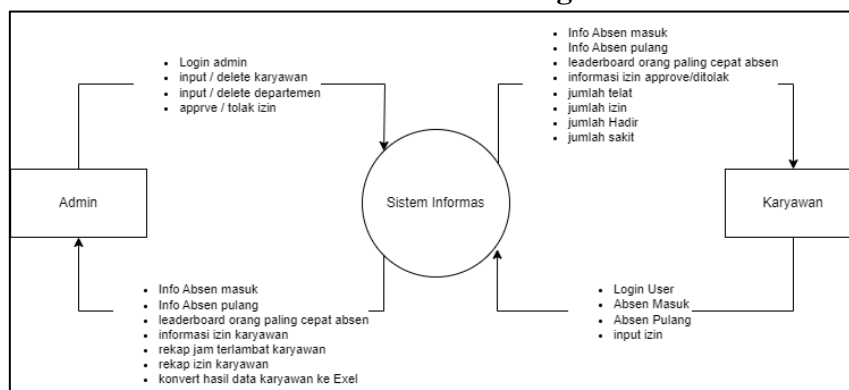 Login admin
input / delete karyawan
input / delete departemen
apprve / tolak izin
Info Absen masuk
Info Absen pulang
leaderboard orang paling cepat absen
informasi izin approve/ditolak
jumlah telat
jumlah izin
jumlah Hadir
jumlah sakit
Admin
Sistem Informas
Karyawan
Info Absen masuk
Info Absen pulang
leaderboard orang paling cepat absen
informasi izin karyawan
rekap jam terlambat karyawan
rekap izin karyawan
konvert hasil data karyawan ke Exel
Login User
Absen Masuk
Absen Pulang
input izin